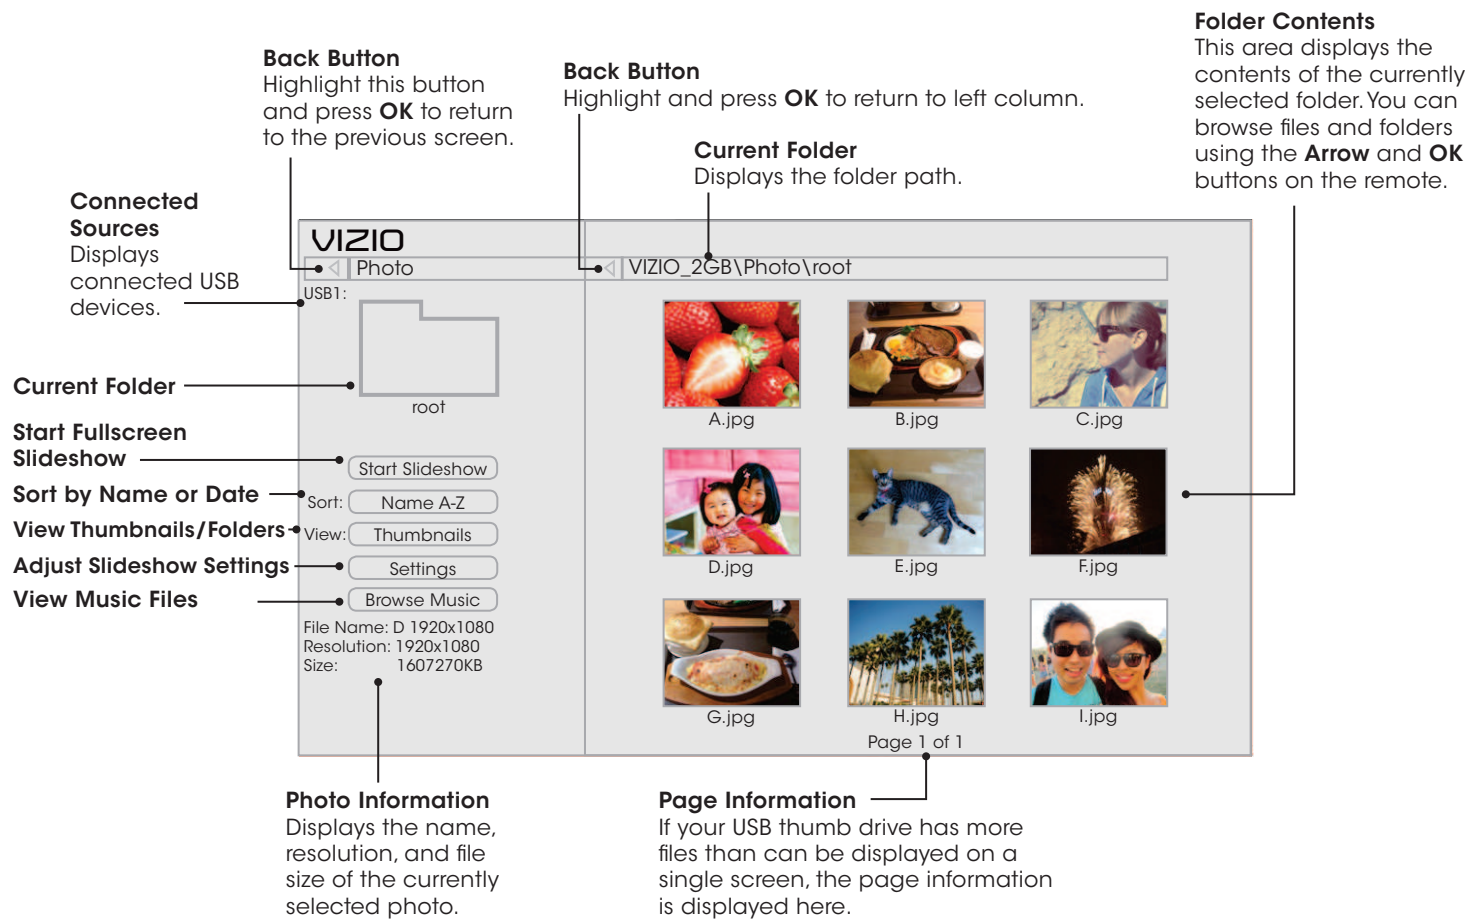 Folder Contents
This area displays the
contents of the currently
selected folder. You can
browse files and folders
using the Arrow and OK
buttons on the remote.
Back Button
Highlight this button
and press OK to return
to the previous screen.
Back Button
Highlight and press OK to return to left column.
Current Folder
Displays the folder path.
Connected
Sources
Displays
connected USB
devices.
Current Folder
Start Fullscreen
Slideshow
Sort by Name or Date
View Thumbnails/Folders
Adjust Slideshow Settings
View Music Files
VIZIO
Photo
USB1:
root
Start Slideshow
Sort: Name A-Z
View: Thumbnails
Settings
Browse Music
File Name: D 1920x1080
Resolution: 1920x1080
Size: 1607270KB
VIZIO_2GB\Photo\root
A.jpg B.jpg C.jpg
D.jpg E.jpg F.jpg
G.jpg H.jpg I.jpg
Page 1 of 1
Photo Information
Displays the name,
resolution, and file
size of the currently
selected photo.
Page Information
If your USB thumb drive has more
files than can be displayed on a
single screen, the page information
is displayed here.